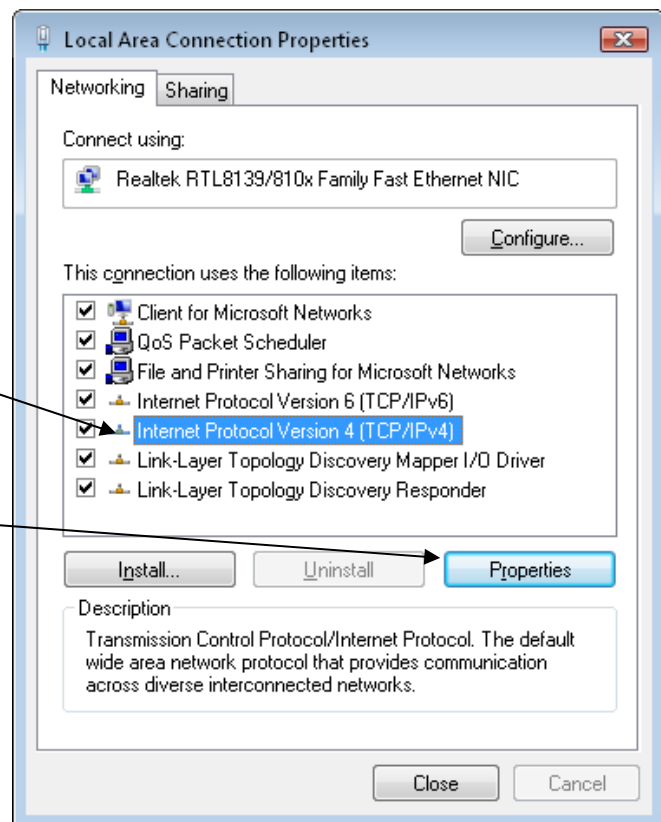 Local Area Connection Properties
Networking
Sharing
Connect using:
Realtek RTL8139/810x Family Fast Ethernet NIC
Configure...
This connection uses the following items:
Client for Microsoft Networks
QoS Packet Scheduler
File and Printer Sharing for Microsoft Networks
Internet Protocol Version 6 (TCP/IPv6)
Internet Protocol Version 4 (TCP/IPv4)
Link-Layer Topology Discovery Mapper I/O Driver
Link-Layer Topology Discovery Responder
Install...
Uninstall
Properties
Description
Transmission Control Protocol/Internet Protocol. The default
wide area network protocol that provides communication
across diverse interconnected networks.
Close
Cancel